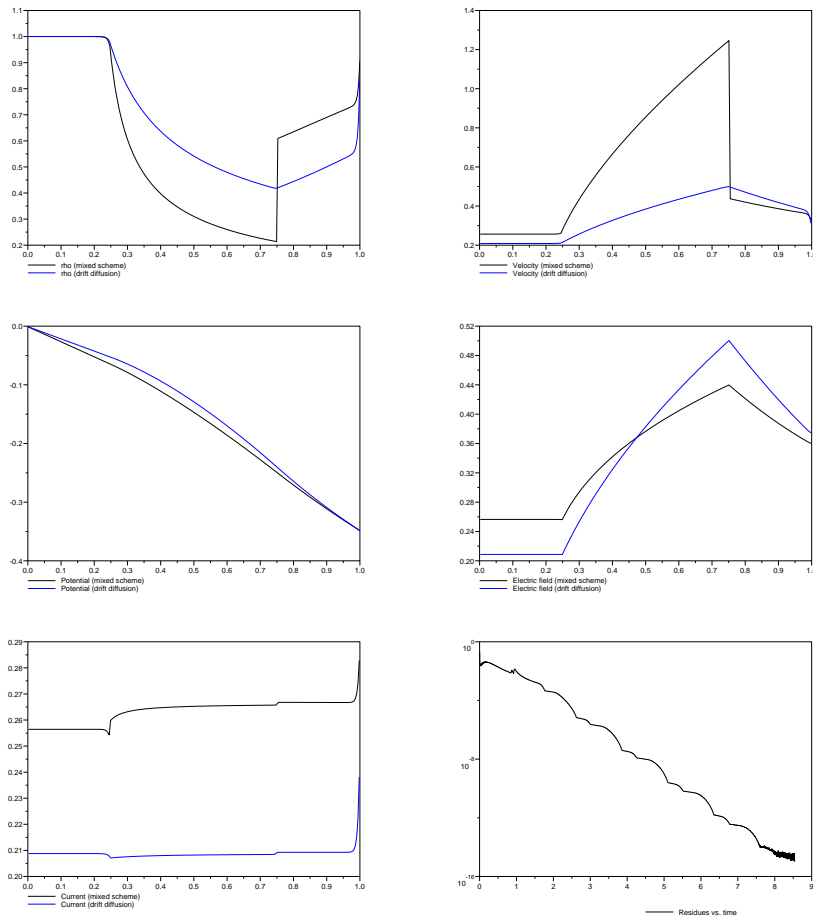 1.1
1.0
0.9
0.8
0.7
0.6
0.5
0.4
0.3
0.2
0.0 0.1 0.2 0.3 0.4 0.5 0.6 0.7 0.8 0.9 1.0
rho (mixed scheme)
rho (drift diffusion)
1.4
1.2
1.0
0.8
0.6
0.4
0.2
0.0 0.1 0.2 0.3 0.4 0.5 0.6 0.7 0.8 0.9 1.
Velocity (mixed scheme)
Velocity (drift diffusion)
0.0
-0.1
-0.2
-0.3
-0.4
0.0 0.1 0.2 0.3 0.4 0.5 0.6 0.7 0.8 0.9 1.0
Potential (mixed scheme)
Potential (drift diffusion)
0.52
0.48
0.44
0.40
0.36
0.32
0.28
0.24
0.20
0.0 0.1 0.2 0.3 0.4 0.5 0.6 0.7 0.8 0.9 1.
Electric field (mixed scheme)
Electric field (drift diffusion)
0.29
0.28
0.27
0.26
0.25
0.24
0.23
0.22
0.21
0.20
0.0 0.1 0.2 0.3 0.4 0.5 0.6 0.7 0.8 0.9 1.0
Current (mixed scheme)
Current (drift diffusion)
0
10
-8
10
-16
10
0 1 2 3 4 5 6 7 8 9
Residues vs. time